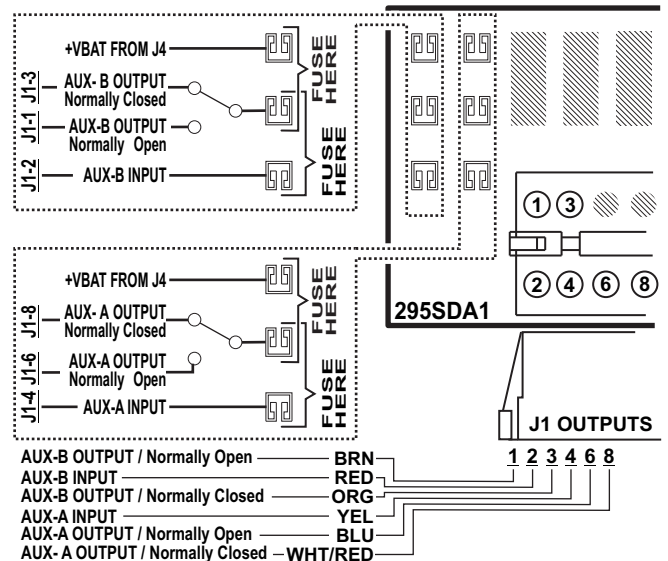 +VBAT FROM J4
J1-3
AUX- B OUTPUT
Normally Closed
J1-1
AUX-B OUTPUT
Normally Open
J1-2
AUX-B INPUT
FUSE
HERE
FUSE
HERE
1 3
2 4 6 8
295SDA1
+VBAT FROM J4
J1-8
AUX- A OUTPUT
Normally Closed
J1-6
AUX-A OUTPUT
Normally Open
J1-4
AUX-A INPUT
FUSE
HERE
FUSE
HERE
J1 OUTPUTS
1 2 3 4 6 8
AUX-B OUTPUT / Normally Open BRN
AUX-B INPUT RED
AUX-B OUTPUT / Normally Closed ORG
AUX-A INPUT YEL
AUX-A OUTPUT / Normally Open BLU
AUX- A OUTPUT / Normally Closed WHT/RED